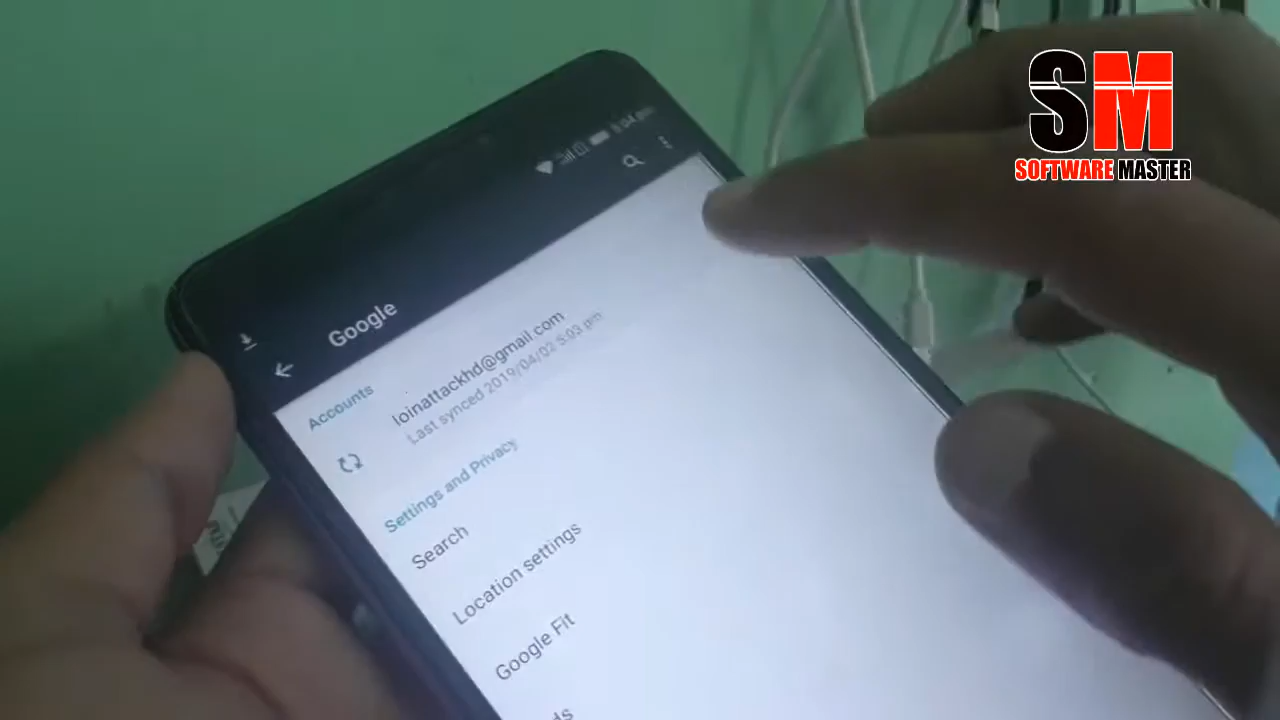 SM
SOFTWARE MASTER
Google
Accounts
loinattackhd@gmail.com
Last synced 2019/04/02 5:03 pm
Settings and Privacy
Search
Location settings
Google Fit